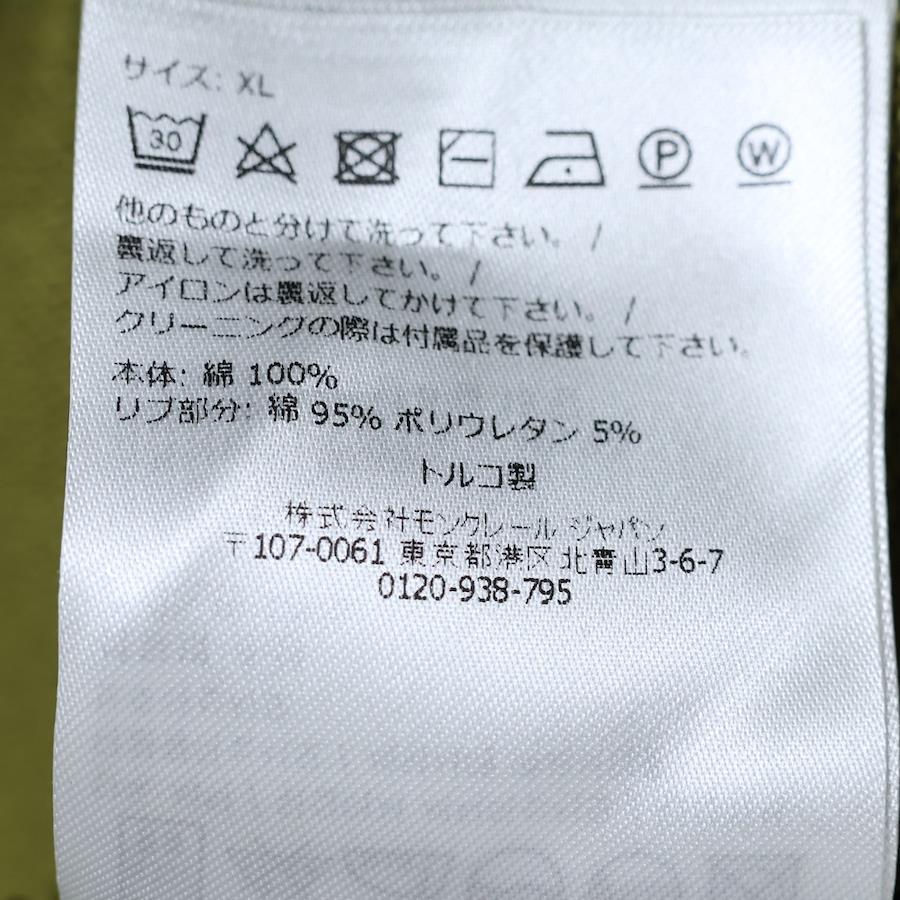 サイズ: XL
30 P W
他のものと分けて洗って下さい。/
裏返して洗って下さい。/
アイロンは裏返してかけて下さい。/
クリーニングの際は付属品を保護して下さい。
本体: 綿 100%
リブ部分: 綿 95% ポリウレタン 5%
トルコ製
株式会社モンクレール ジャパン
〒107-0061 東京都港区北青山3-6-7
0120-938-795